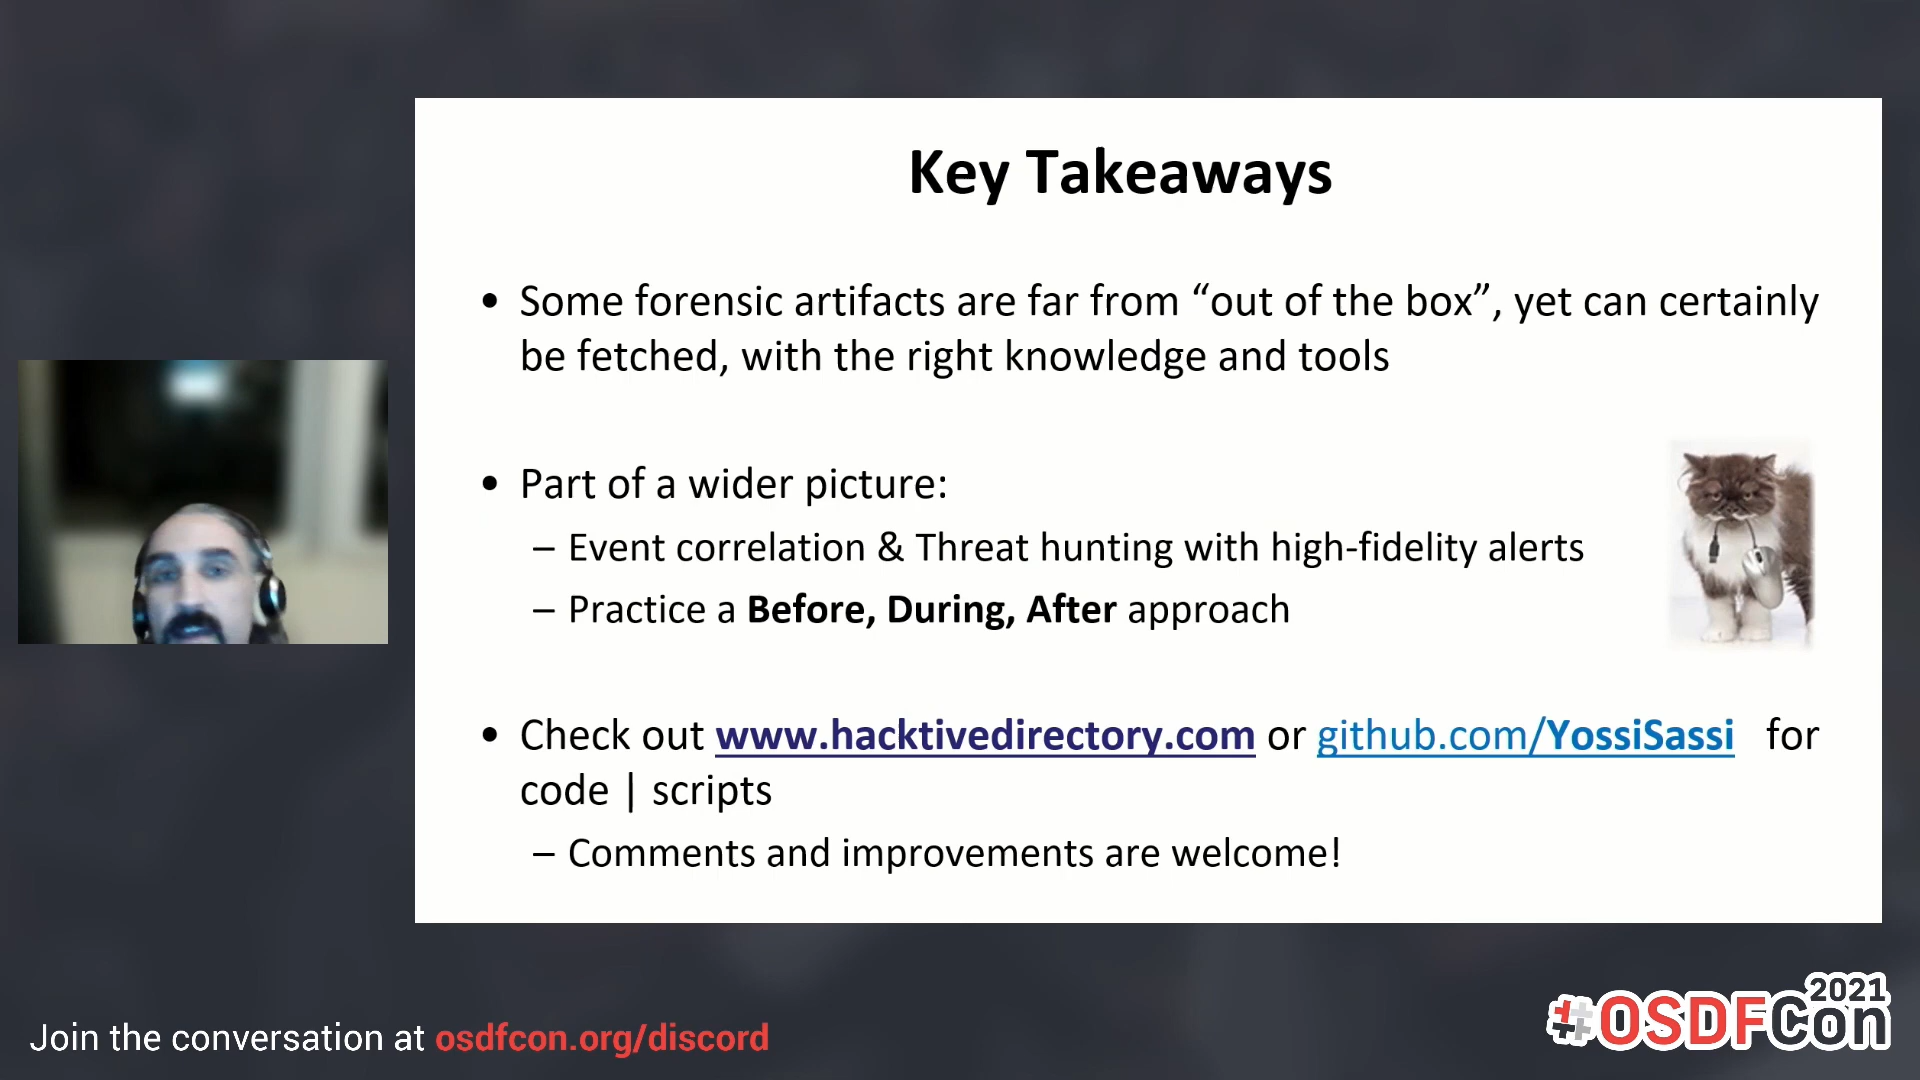 Key Takeaways
• Some forensic artifacts are far from “out of the box”, yet can certainly
be fetched, with the right knowledge and tools
• Part of a wider picture:
– Event correlation & Threat hunting with high-fidelity alerts
– Practice a Before, During, After approach
• Check out www.hacktivedirectory.com or github.com/YossiSassi for
code | scripts
– Comments and improvements are welcome!
Join the conversation at osdfcon.org/discord
2021
#OSDFCon